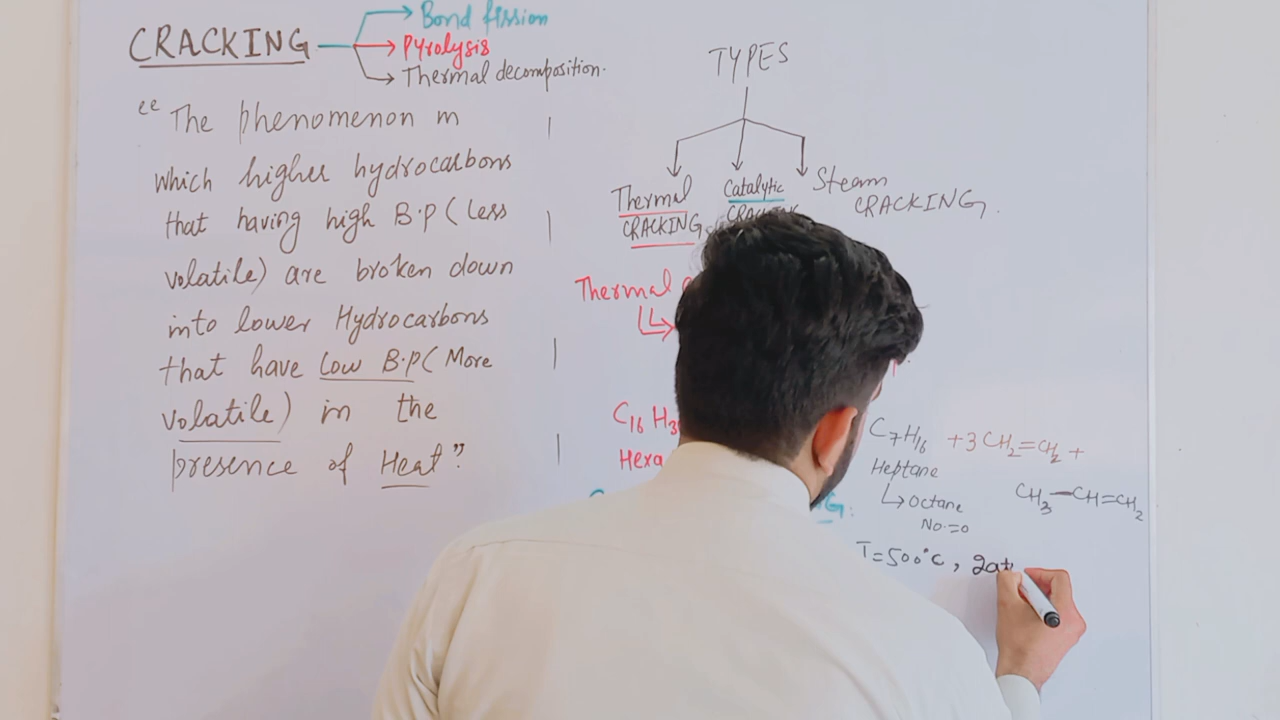 CRACKING
Bond fission
Pyrolysis
Thermal decomposition.
"The phenomenon in
which higher hydrocarbons
that having high B.p (Less
volatile) are broken down
into lower Hydrocarbons
that have Low B.p (More
volatile) in the
presence of Heat"
TYPES
Thermal
CRACKING
Catalytic
CRACKING
Steam
CRACKING.
Thermal
C16 H3
Hexa
C7H16 +3CH2=CH2 +
Heptane
CH3-CH=CH2
Octane
No.=0
G:
T=500°C, 2at